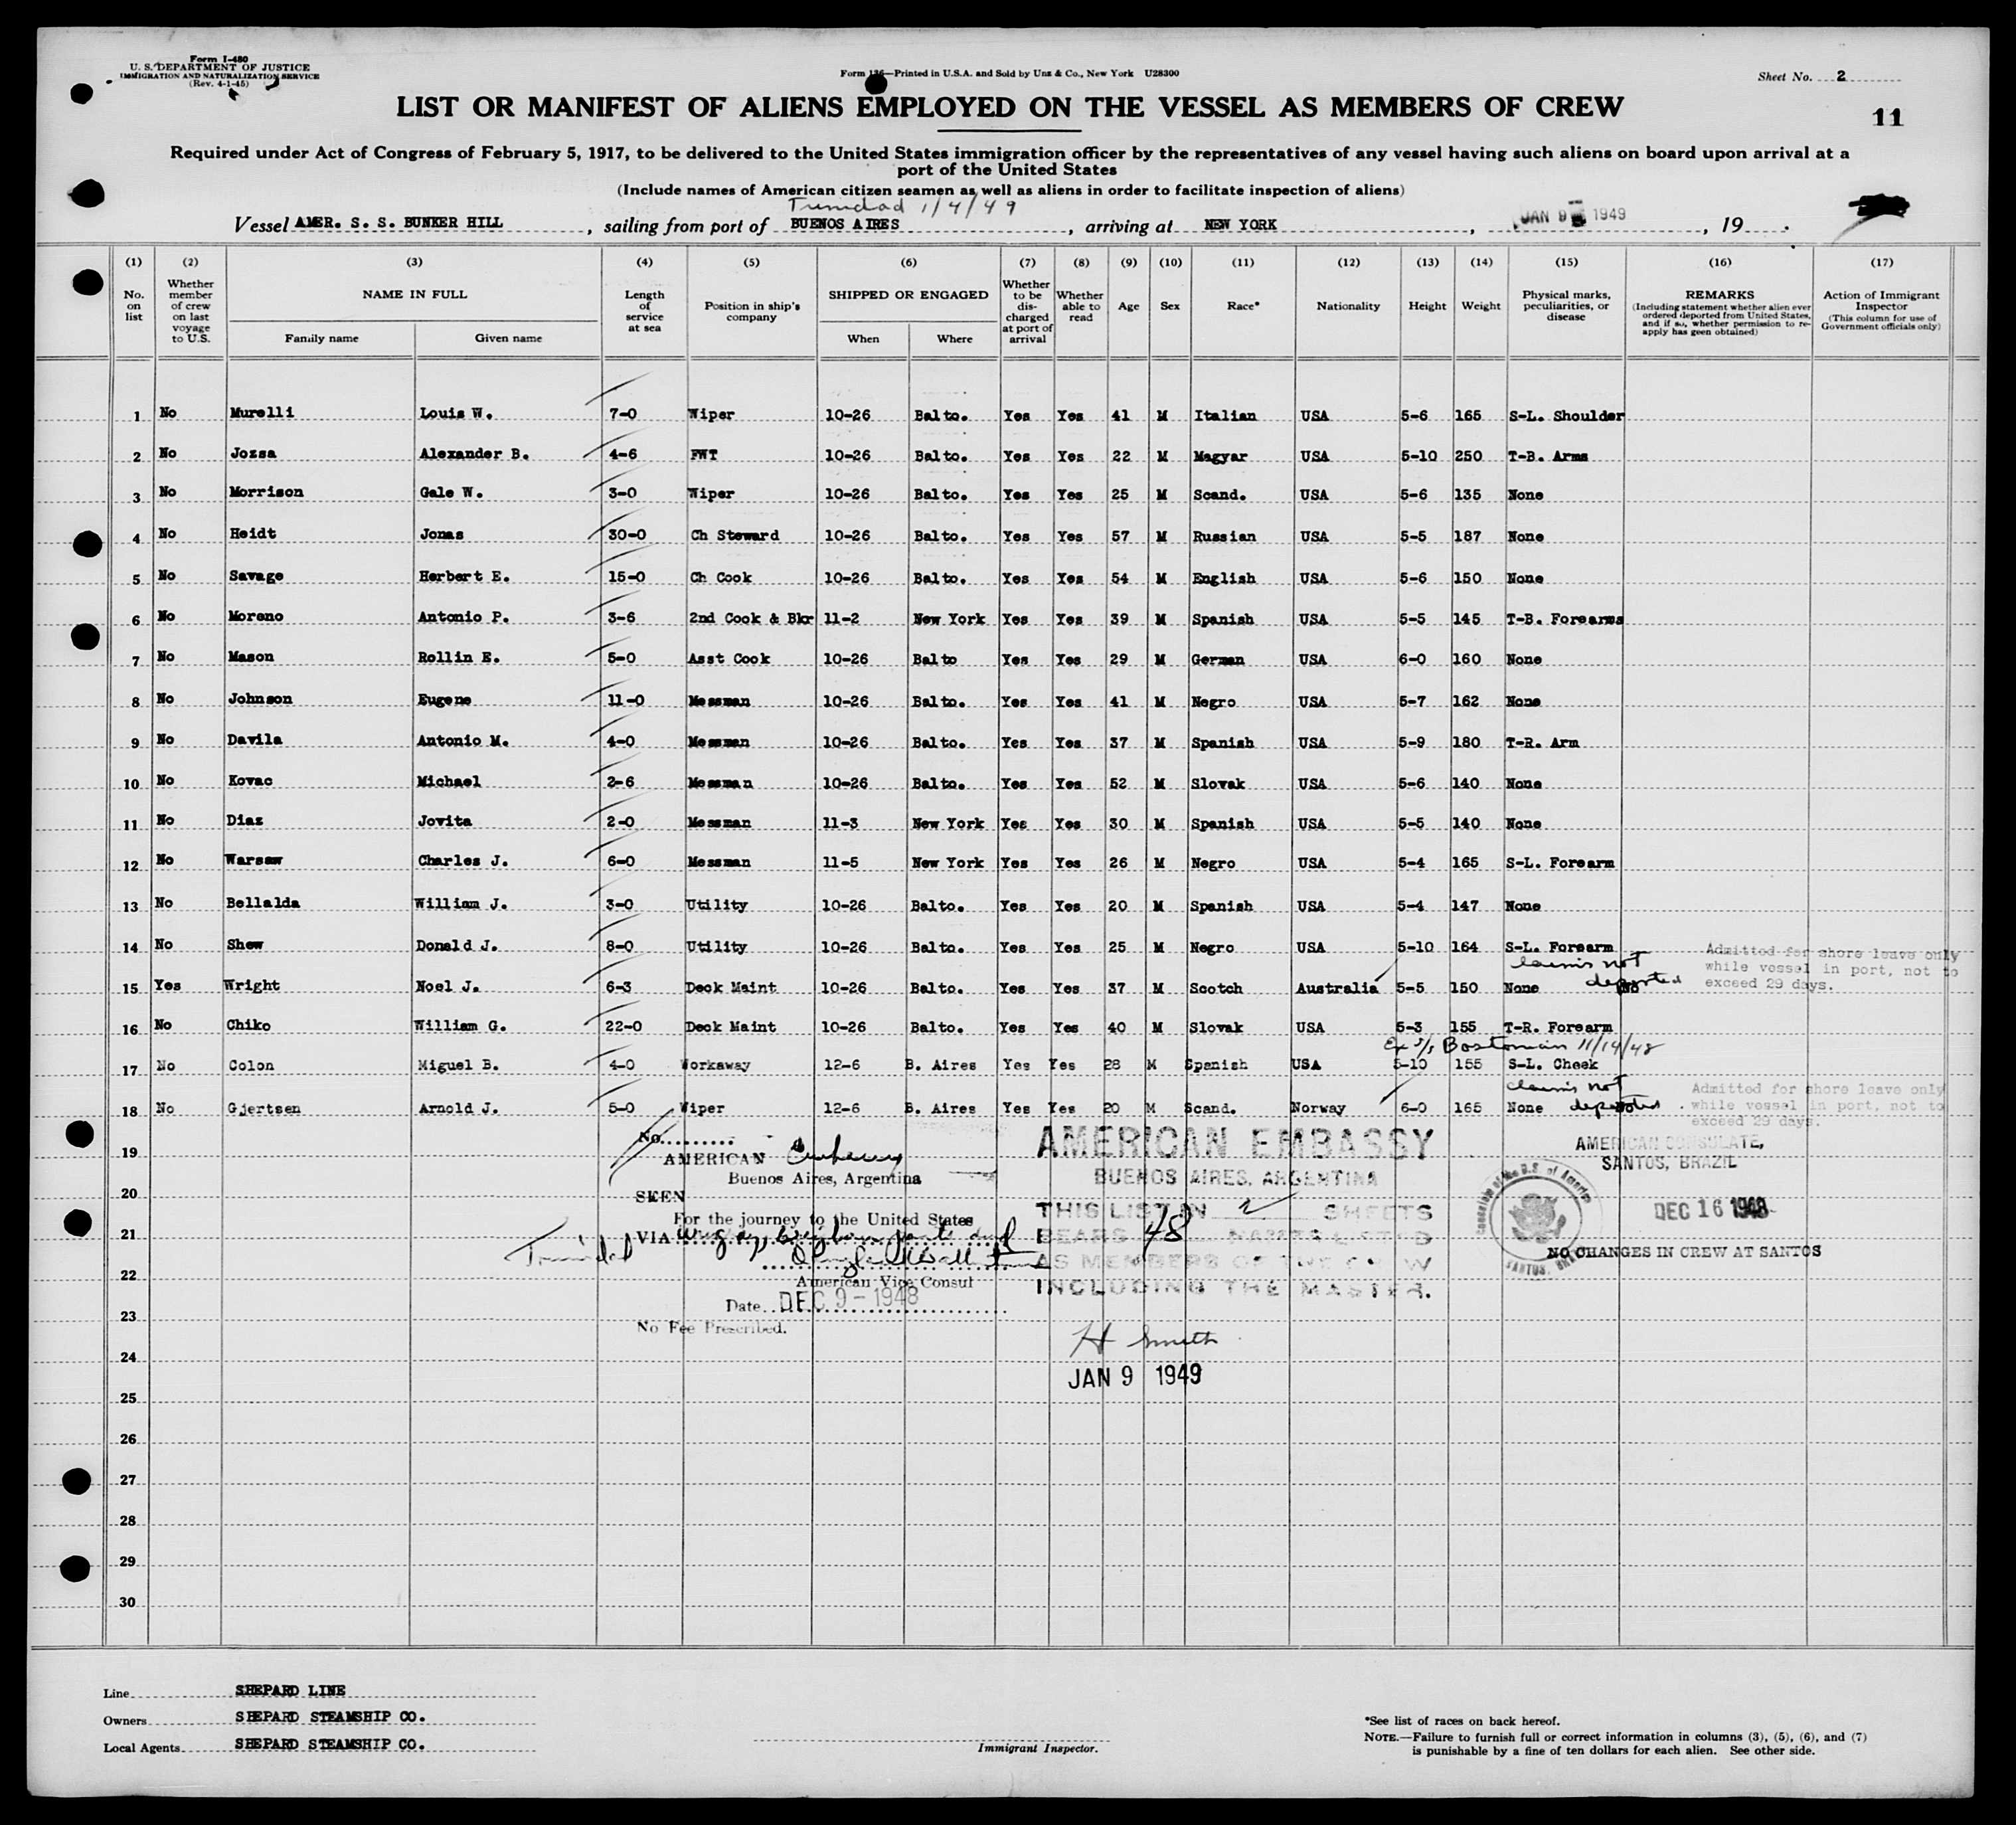 Form I-480
U. S. DEPARTMENT OF JUSTICE
IMMIGRATION AND NATURALIZATION SERVICE
(Rev. 4-1-45)
Form 136—Printed in U.S.A. and Sold by Unz & Co., New York U28300
Sheet No. 2
LIST OR MANIFEST OF ALIENS EMPLOYED ON THE VESSEL AS MEMBERS OF CREW
11
Required under Act of Congress of February 5, 1917, to be delivered to the United States immigration officer by the representatives of any vessel having such aliens on board upon arrival at a
port of the United States
(Include names of American citizen seamen as well as aliens in order to facilitate inspection of aliens)
Trinidad 1/4/49
Vessel AMER. S. S. BUNKER HILL, sailing from port of BUENOS AIRES, arriving at NEW YORK, JAN 9 1949, 19
(1) (2) (3) (4) (5) (6) (7) (8) (9) (10) (11) (12) (13) (14) (15) (16) (17)
No. on list
Whether member of crew on last voyage to U.S.
NAME IN FULL
Family name Given name
Length of service at sea
Position in ship's company
SHIPPED OR ENGAGED
When Where
Whether to be discharged at port of arrival
Whether able to read
Age
Sex
Race*
Nationality
Height
Weight
Physical marks, peculiarities, or disease
REMARKS
(Including statement whether alien ever ordered deported from United States, and if so, whether permission to re-apply has geen obtained)
Action of Immigrant Inspector
(This column for use of Government officials only)
1 No Murelli Louis W. 7-0 Wiper 10-26 Balto. Yes Yes 41 M Italian USA 5-6 165 S-L. Shoulder
2 No Jozsa Alexander B. 4-6 FWT 10-26 Balto. Yes Yes 22 M Magyar USA 5-10 250 T-B. Arms
3 No Morrison Gale W. 3-0 Wiper 10-26 Balto. Yes Yes 25 M Scand. USA 5-6 135 None
4 No Heidt Jonas 30-0 Ch Steward 10-26 Balto. Yes Yes 57 M Russian USA 5-5 187 None
5 No Savage Herbert E. 15-0 Ch Cook 10-26 Balto. Yes Yes 54 M English USA 5-6 150 None
6 No Moreno Antonio P. 3-6 2nd Cook & Bkr 11-2 New York Yes Yes 39 M Spanish USA 5-5 145 T-B. Forearms
7 No Mason Rollin E. 5-0 Asst Cook 10-26 Balto Yes Yes 29 M German USA 6-0 160 None
8 No Johnson Eugene 11-0 Messman 10-26 Balto. Yes Yes 41 M Negro USA 5-7 162 None
9 No Davila Antonio M. 4-0 Messman 10-26 Balto. Yes Yes 37 M Spanish USA 5-9 180 T-R. Arm
10 No Kovac Michael 2-6 Messman 10-26 Balto. Yes Yes 52 M Slovak USA 5-6 140 None
11 No Diaz Jovita 2-0 Messman 11-3 New York Yes Yes 30 M Spanish USA 5-5 140 None
12 No Warsaw Charles J. 6-0 Messman 11-5 New York Yes Yes 26 M Negro USA 5-4 165 S-L. Forearm
13 No Bellalda William J. 3-0 Utility 10-26 Balto. Yes Yes 20 M Spanish USA 5-4 147 None
14 No Shew Donald J. 8-0 Utility 10-26 Balto. Yes Yes 25 M Negro USA 5-10 164 S-L. Forearm
claims not deported
Admitted for shore leave only
while vessel in port, not to
exceed 29 days.
15 Yes Wright Noel J. 6-3 Deck Maint 10-26 Balto. Yes Yes 37 M Scotch Australia 5-5 150 None
16 No Chiko William G. 22-0 Deck Maint 10-26 Balto. Yes Yes 40 M Slovak USA 5-3 155 T-R. Forearm
Ex S/S Bostonian 11/14/48
17 No Colon Miguel B. 4-0 Workaway 12-6 B. Aires Yes Yes 28 M Spanish USA 5-10 155 S-L. Cheek
claims not deported
Admitted for shore leave only
while vessel in port, not to
exceed 29 days.
18 No Gjertsen Arnold J. 5-0 Wiper 12-6 B. Aires Yes Yes 20 M Scand. Norway 6-0 165 None
19
20
21
22
23
24
25
26
27
28
29
30
No..........
AMERICAN Embassy
Buenos Aires, Argentina
SEEN
For the journey to the United States
VIA
Trinidad
American Vice Consul
Date DEC 9 - 1948
No Fee Prescribed.
AMERICAN EMBASSY
BUENOS AIRES, ARGENTINA
THIS LIST IN 2 SHEETS
BEARS 48 NAMES LISTED
AS MEMBERS OF THE CREW
INCLUDING THE MASTER.
H Smith
JAN 9 1949
AMERICAN CONSULATE,
SANTOS, BRAZIL
DEC 16 1948
NO CHANGES IN CREW AT SANTOS
Line SHEPARD LINE
Owners SHEPARD STEAMSHIP CO.
Local Agents SHEPARD STEAMSHIP CO.
Immigrant Inspector.
*See list of races on back hereof.
NOTE.—Failure to furnish full or correct information in columns (3), (5), (6), and (7)
is punishable by a fine of ten dollars for each alien. See other side.